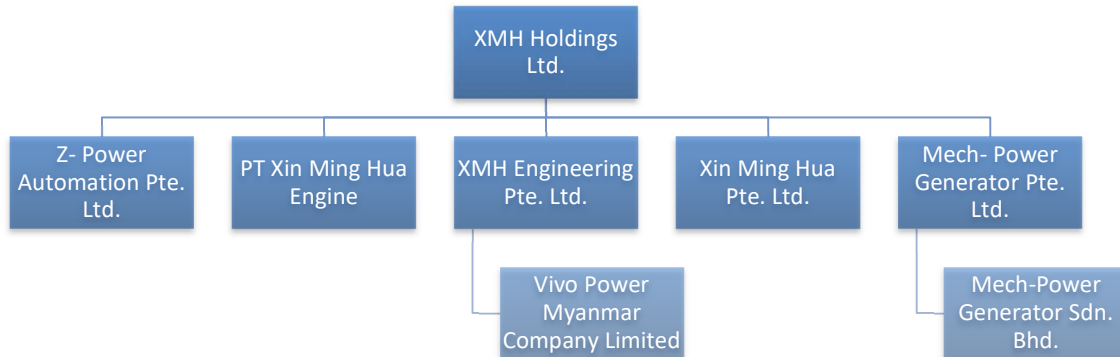 XMH Holdings
Ltd.
Z- Power
Automation Pte.
Ltd.
PT Xin Ming Hua
Engine
XMH Engineering
Pte. Ltd.
Xin Ming Hua
Pte. Ltd.
Mech- Power
Generator Pte.
Ltd.
Vivo Power
Myanmar
Company Limited
Mech-Power
Generator Sdn.
Bhd.